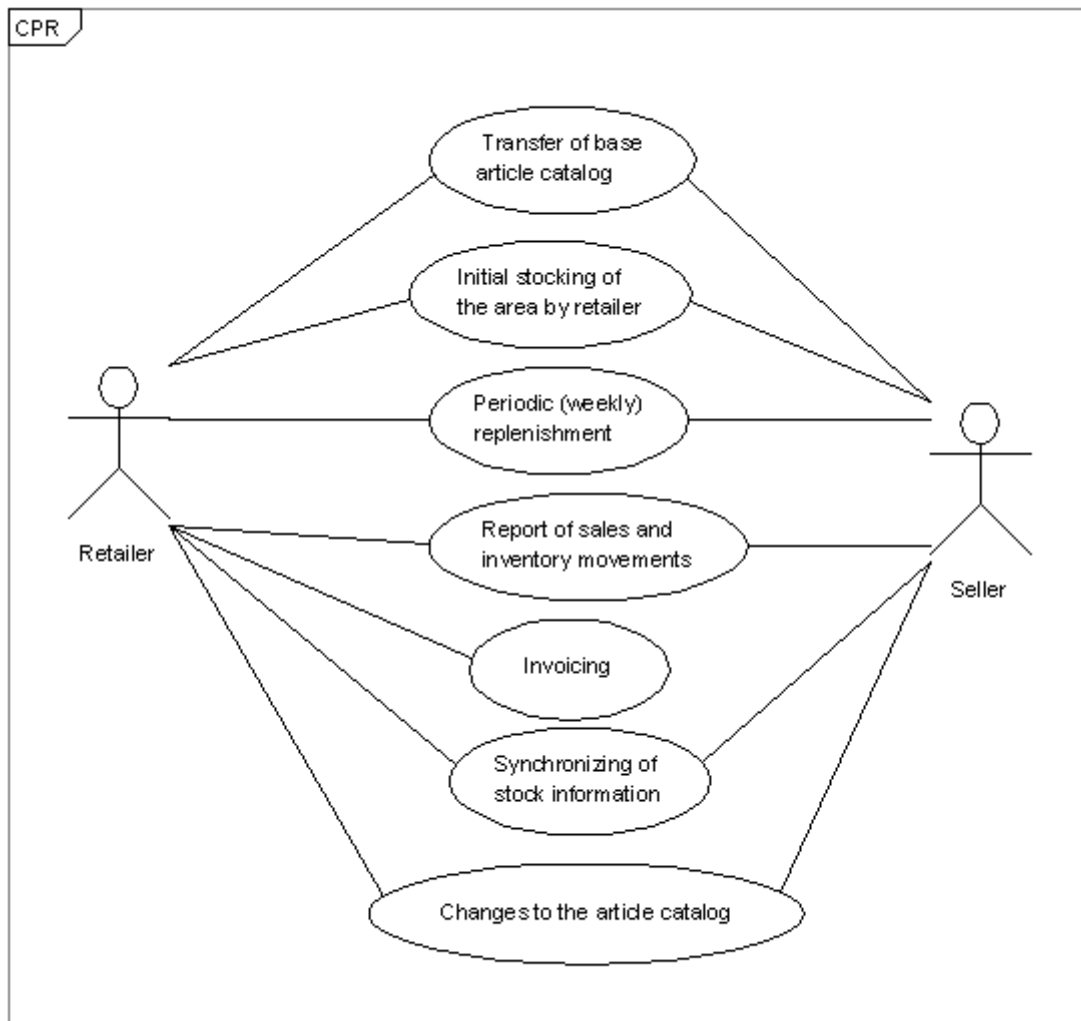 CPR
Transfer of base
article catalog
Initial stocking of
the area by retailer
Periodic (weekly)
replenishment
Report of sales and
inventory movements
Retailer
Seller
Invoicing
Synchronizing of
stock information
Changes to the article catalog